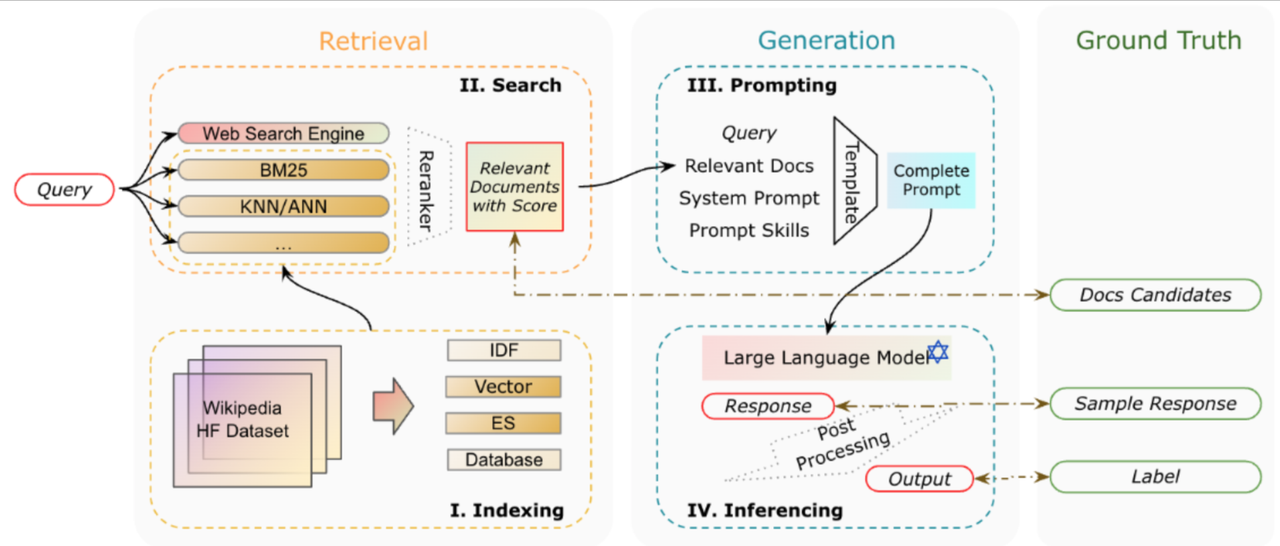 Retrieval
Generation
Ground Truth
II. Search
Query
Web Search Engine
BM25
KNN/ANN
...
Reranker
Relevant
Documents
with Score
III. Prompting
Query
Relevant Docs
System Prompt
Prompt Skills
Template
Complete
Prompt
Docs Candidates
Wikipedia
HF Dataset
IDF
Vector
ES
Database
I. Indexing
Large Language Model
Response
Post
Processing
Output
IV. Inferencing
Sample Response
Label